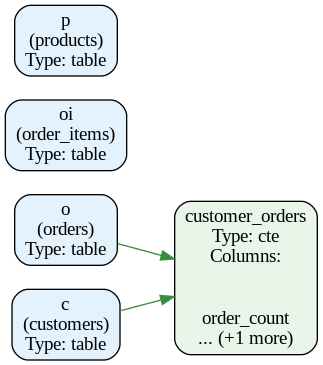 p
(products)
Type: table
oi
(order_items)
Type: table
o
(orders)
Type: table
c
(customers)
Type: table
customer_orders
Type: cte
Columns:
order_count
... (+1 more)